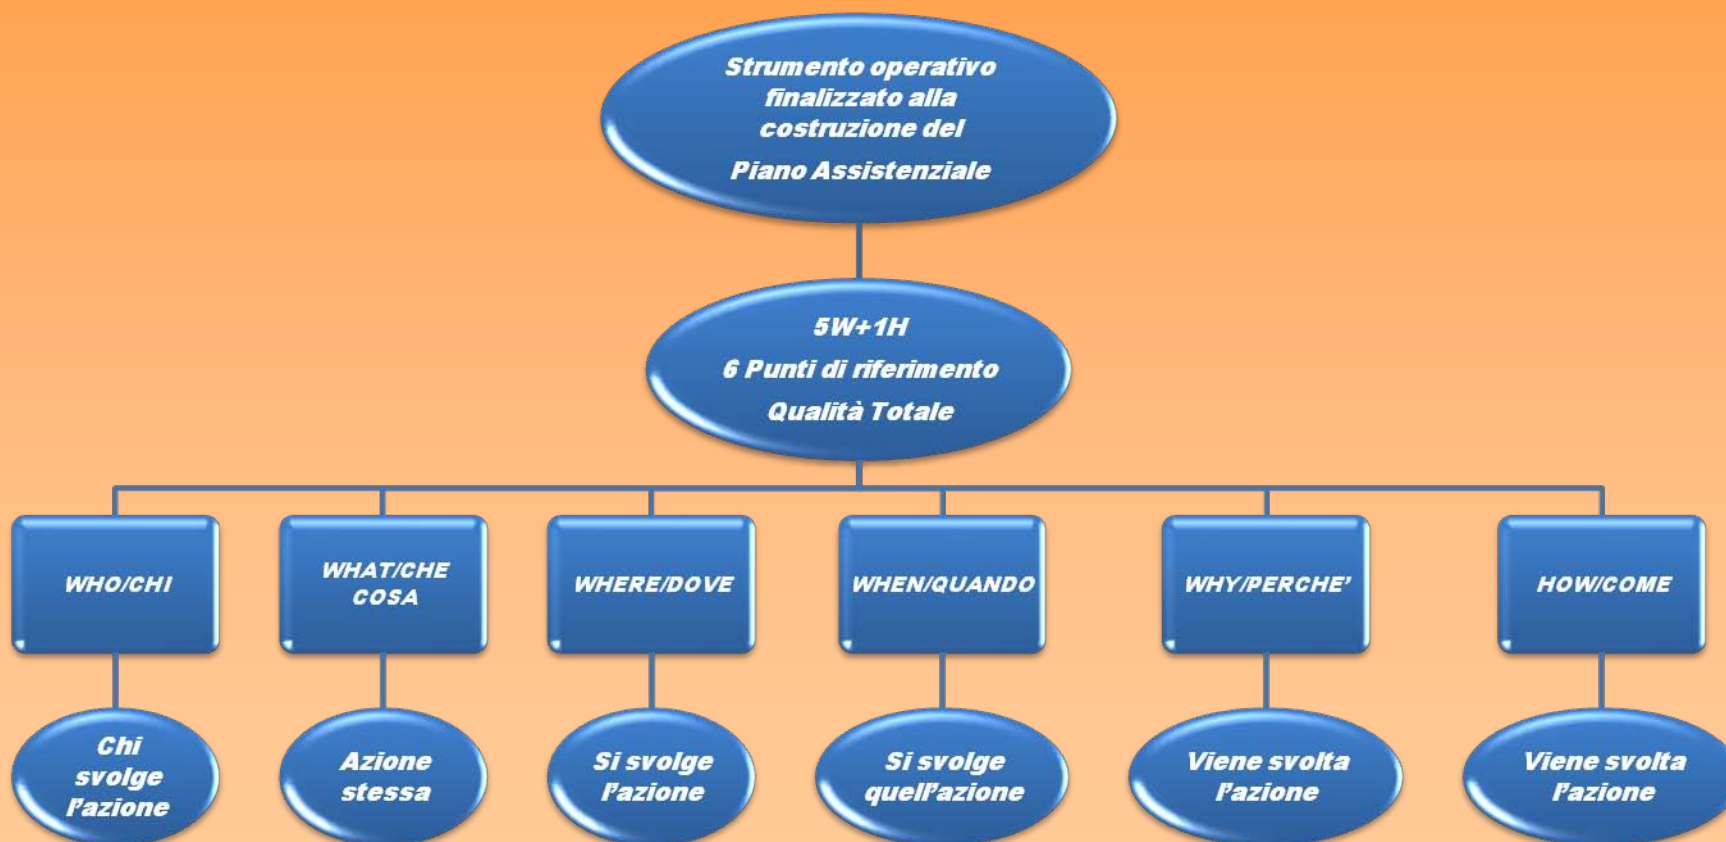 Strumento operativo
finalizzato alla
costruzione del
Piano Assistenziale
5W+1H
6 Punti di riferimento
Qualità Totale
WHO/CHI
WHAT/CHE
COSA
WHERE/DOVE
WHEN/QUANDO
WHY/PERCHE’
HOW/COME
Chi
svolge
l’azione
Azione
stessa
Si svolge
l’azione
Si svolge
quell’azione
Viene svolta
l’azione
Viene svolta
l’azione